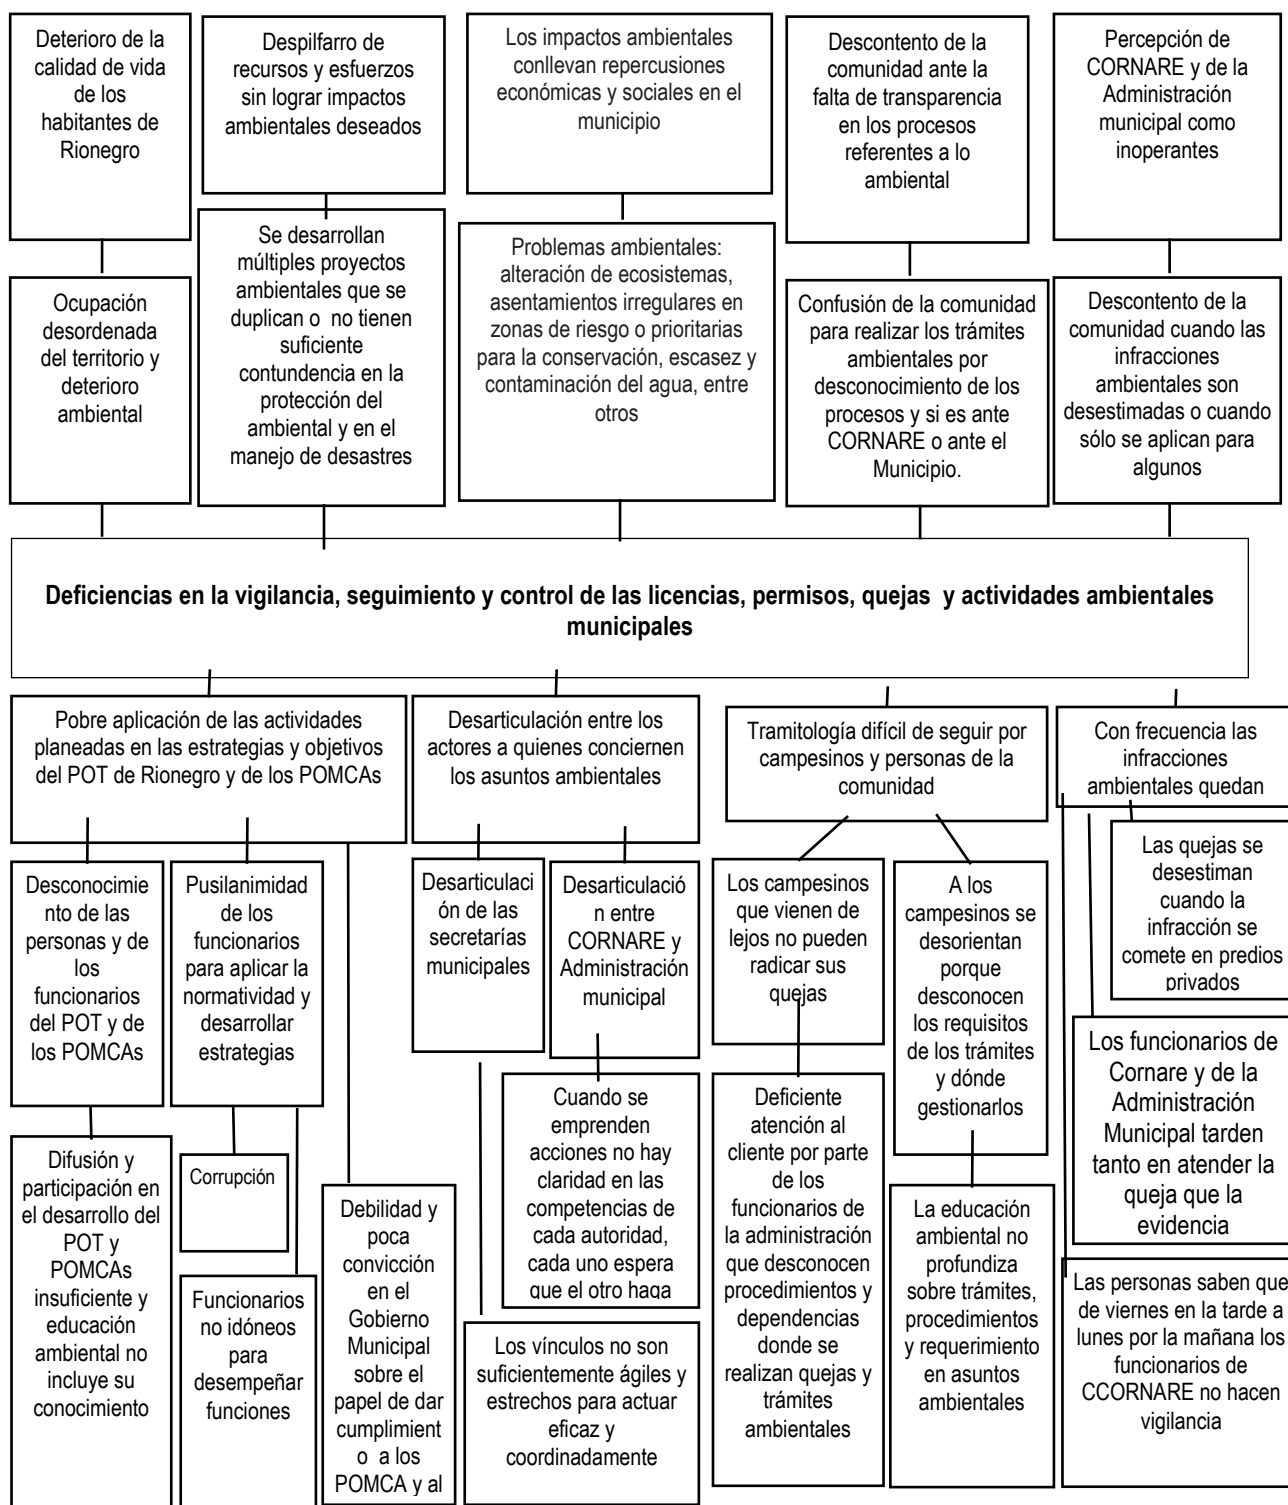 Deterioro de la
calidad de vida
de los
habitantes de
Rionegro
Despilfarro de
recursos y esfuerzos
sin lograr impactos
ambientales deseados
Los impactos ambientales
conllevan repercusiones
económicas y sociales en el
municipio
Descontento de la
comunidad ante la
falta de transparencia
en los procesos
referentes a lo
ambiental
Percepción de
CORNARE y de la
Administración
municipal como
inoperantes
Ocupación
desordenada
del territorio y
deterioro
ambiental
Se desarrollan
múltiples proyectos
ambientales que se
duplican o no tienen
suficiente
contundencia en la
protección del
ambiental y en el
manejo de desastres
Problemas ambientales:
alteración de ecosistemas,
asentamientos irregulares en
zonas de riesgo o prioritarias
para la conservación, escasez y
contaminación del agua, entre
otros
Confusión de la comunidad
para realizar los trámites
ambientales por
desconocimiento de los
procesos y si es ante
CORNARE o ante el
Municipio.
Descontento de la
comunidad cuando las
infracciones
ambientales son
desestimadas o cuando
sólo se aplican para
algunos
Deficiencias en la vigilancia, seguimiento y control de las licencias, permisos, quejas y actividades ambientales
municipales
Pobre aplicación de las actividades
planeadas en las estrategias y objetivos
del POT de Rionegro y de los POMCAs
Desarticulación entre los
actores a quienes conciernen
los asuntos ambientales
Tramitología difícil de seguir por
campesinos y personas de la
comunidad
Con frecuencia las
infracciones
ambientales quedan
Desconocimie
nto de las
personas y de
los
funcionarios
del POT y de
los POMCAs
Pusilanimidad
de los
funcionarios
para aplicar la
normatividad y
desarrollar
estrategias
Desarticulaci
ón de las
secretarías
municipales
Desarticulació
n entre
CORNARE y
Administración
municipal
Los campesinos
que vienen de
lejos no pueden
radicar sus
quejas
A los
campesinos se
desorientan
porque
desconocen
los requisitos
de los trámites
y dónde
gestionarlos
Las quejas se
desestiman
cuando la
infracción se
comete en predios
privados
Los funcionarios de
Cornare y de la
Administración
Municipal tarden
tanto en atender la
queja que la
evidencia
Difusión y
participación en
el desarrollo del
POT y
POMCAs
insuficiente y
educación
ambiental no
incluye su
conocimiento
Corrupción
Funcionarios
no idóneos
para
desempeñar
funciones
Debilidad y
poca
convicción
en el
Gobierno
Municipal
sobre el
papel de dar
cumplimient
o a los
POMCA y al
Cuando se
emprenden
acciones no hay
claridad en las
competencias de
cada autoridad,
cada uno espera
que el otro haga
Los vínculos no son
suficientemente ágiles y
estrechos para actuar
eficaz y
coordinadamente
Deficiente
atención al
cliente por parte
de los
funcionarios de
la administración
que desconocen
procedimientos y
dependencias
donde se
realizan quejas y
trámites
ambientales
La educación
ambiental no
profundiza
sobre trámites,
procedimientos
y requerimiento
en asuntos
ambientales
Las personas saben que
de viernes en la tarde a
lunes por la mañana los
funcionarios de
CCORNARE no hacen
vigilancia